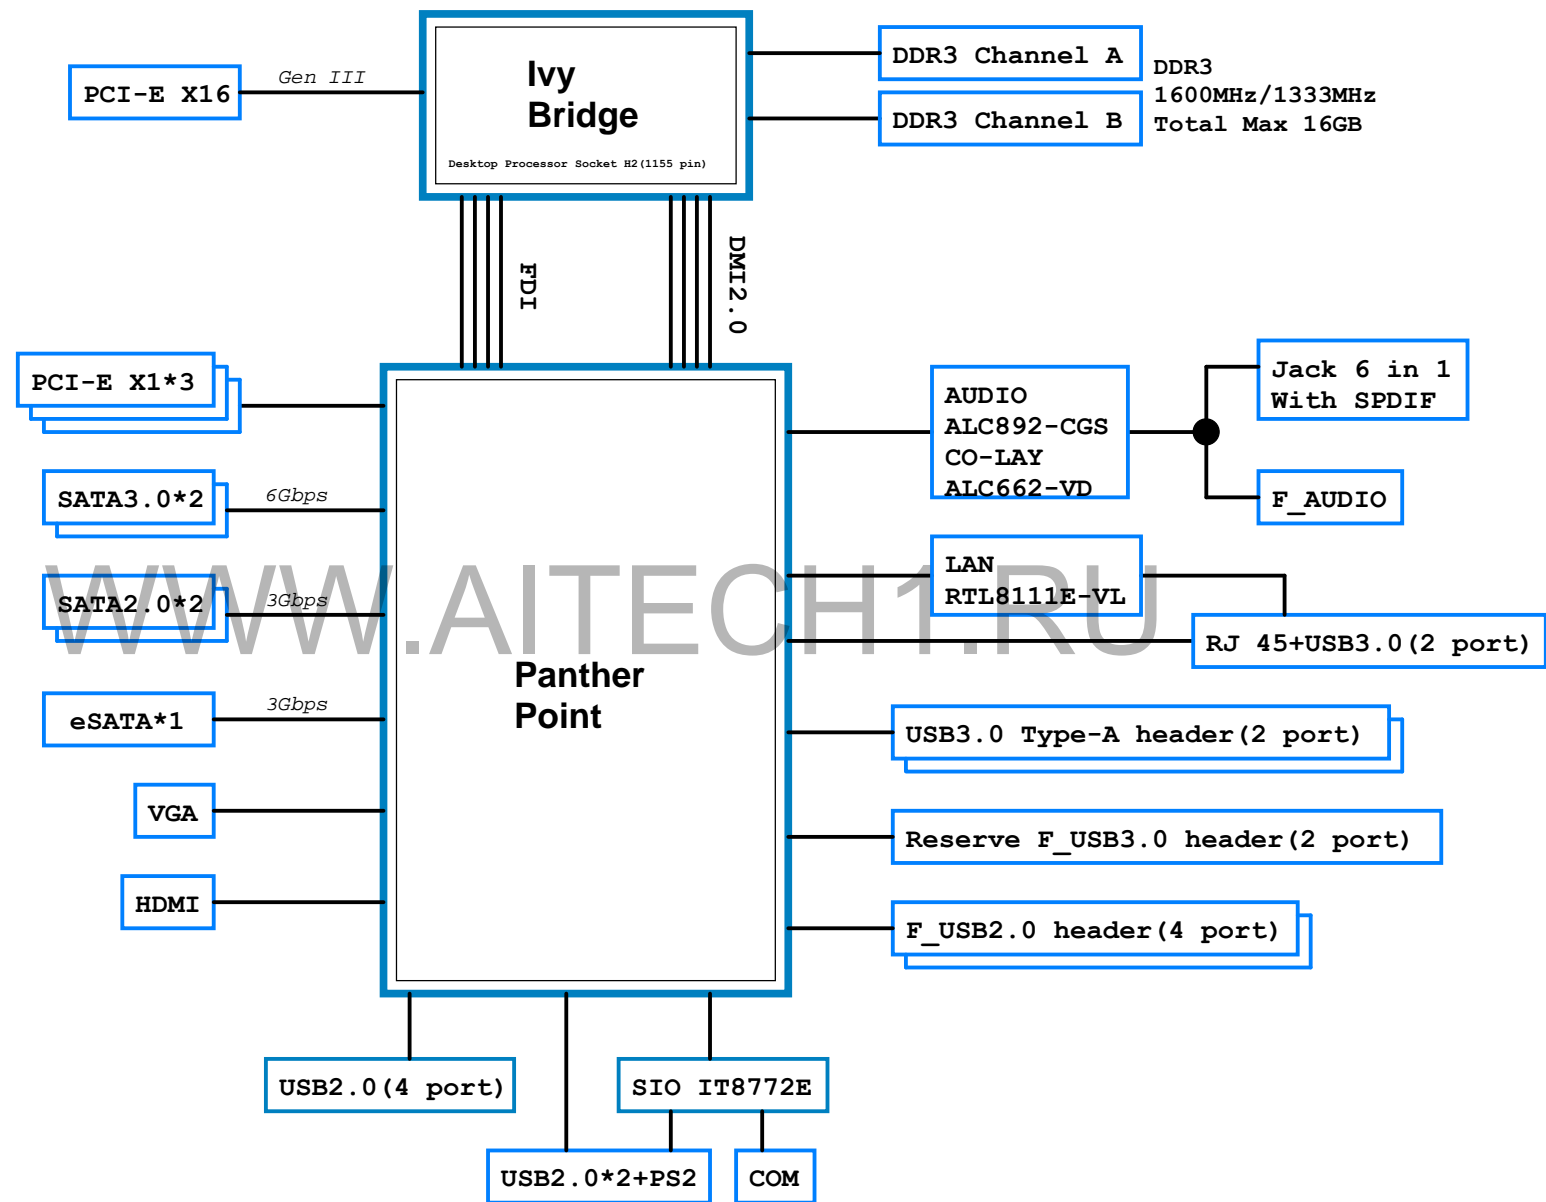 Ivy
Bridge
Desktop Processor Socket H2(1155 pin)
PCI-E X16
Gen III
DDR3 Channel A
DDR3 Channel B
DDR3
1600MHz/1333MHz
Total Max 16GB
FDI
DMI2.0
PCI-E X1*3
SATA3.0*2
6Gbps
SATA2.0*2
3Gbps
eSATA*1
3Gbps
VGA
HDMI
Panther
Point
AUDIO
ALC892-CGS
CO-LAY
ALC662-VD
Jack 6 in 1
With SPDIF
F_AUDIO
LAN
RTL8111E-VL
RJ 45+USB3.0(2 port)
USB3.0 Type-A header(2 port)
Reserve F_USB3.0 header(2 port)
F_USB2.0 header(4 port)
USB2.0(4 port)
SIO IT8772E
USB2.0*2+PS2
COM
WWW.AITECH1.RU